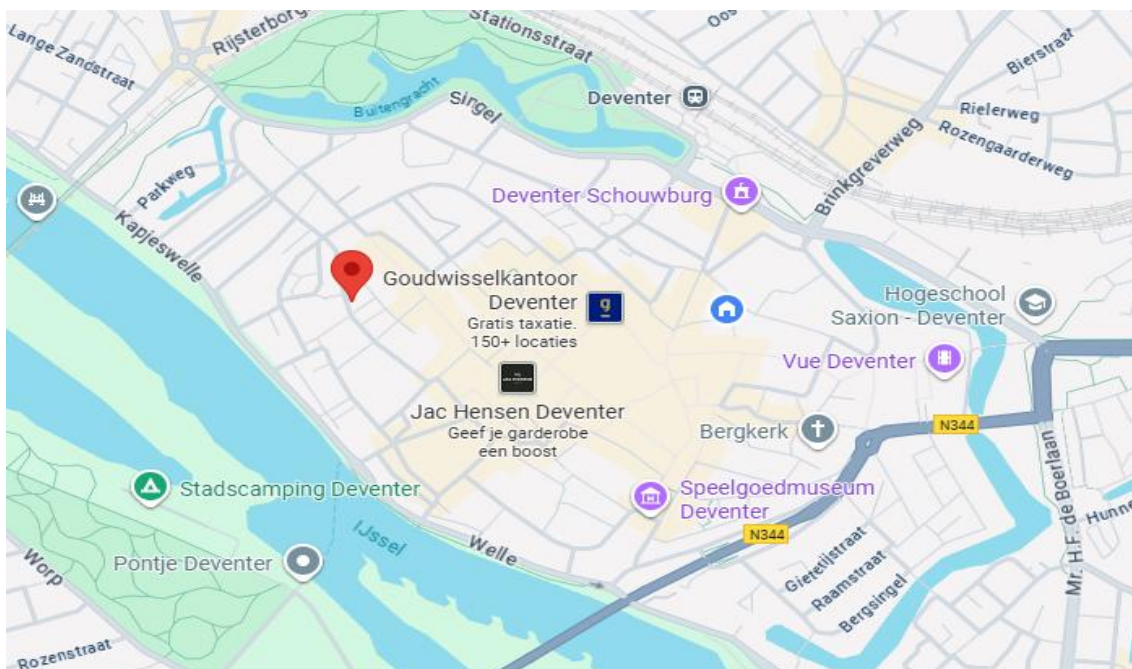 Lange Zandstraat
Rijsterborg
Stationsstraat
Bierstraat
Buitengracht
Singel
Deventer
Rielerweg
Rozengaarderweg
Brinkgreverweg
Parkweg
Deventer Schouwburg
Kapjeswelle
Goudwisselkantoor
Deventer
Gratis taxatie.
150+ locaties
g
Hogeschool
Saxion - Deventer
Vue Deventer
Jac Hensen Deventer
Geef je garderobe
een boost
Bergkerk
N344
Stadscamping Deventer
Speelgoedmuseum
Deventer
Mr. H.F. de Boerlaan
N344
IJssel
Welle
Pontje Deventer
Worp
Gietetijlstraat
Raamstraat
Bergsingel
Rozenstraat